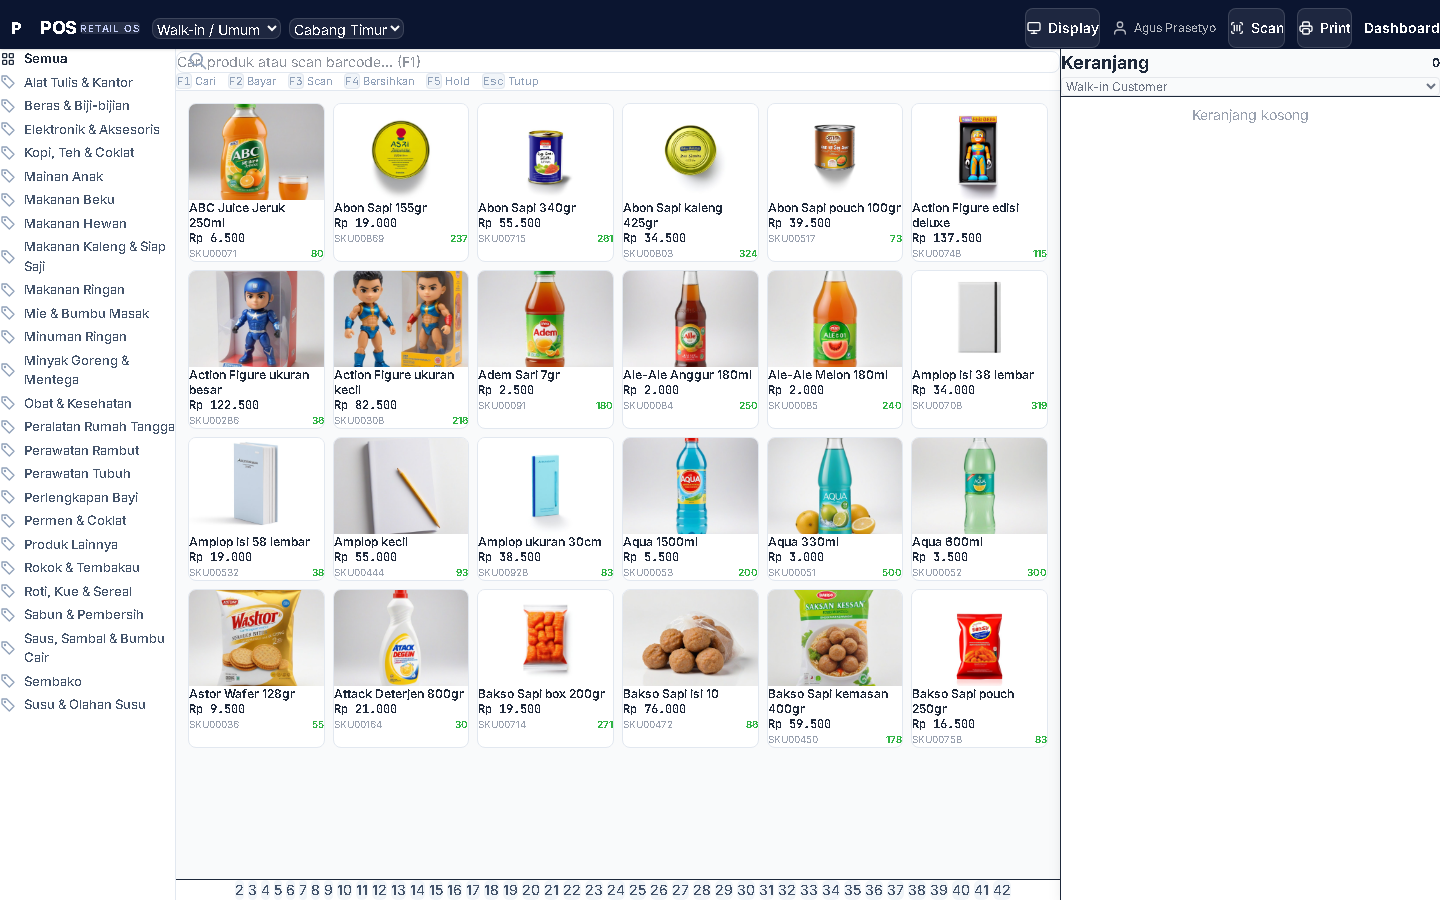 P POS RETAIL OS Walk-in / Umum Cabang Timur Display Agus Prasetyo Scan Print Dashboard
Semua
Alat Tulis & Kantor
Beras & Biji-bijian
Elektronik & Aksesoris
Kopi, Teh & Coklat
Mainan Anak
Makanan Beku
Makanan Hewan
Makanan Kaleng & Siap
Saji
Makanan Ringan
Mie & Bumbu Masak
Minuman Ringan
Minyak Goreng &
Mentega
Obat & Kesehatan
Peralatan Rumah Tangga
Perawatan Rambut
Perawatan Tubuh
Perlengkapan Bayi
Permen & Coklat
Produk Lainnya
Rokok & Tembakau
Roti, Kue & Sereal
Sabun & Pembersih
Saus, Sambal & Bumbu
Cair
Sembako
Susu & Olahan Susu
Cari produk atau scan barcode... (F1)
F1 Cari F2 Bayar F3 Scan F4 Bersihkan F5 Hold Esc Tutup
ABC
ABC Juice Jeruk
250ml
Rp 6.500
SKU00071 80
ASRI
Abon Sapi 155gr
Rp 19.000
SKU00869 237
Abon Sapi 340gr
Rp 55.500
SKU00715 261
Abon Sapi kaleng
425gr
Rp 34.500
SKU00803 324
Abon Sapi pouch 100gr
Rp 39.500
SKU00517 73
Action Figure edisi
deluxe
Rp 137.500
SKU00748 115
Action Figure ukuran
besar
Rp 122.500
SKU00286 36
Action Figure ukuran
kecil
Rp 82.500
SKU00308 216
Adem
Adem Sari 7gr
Rp 2.500
SKU00091 180
Ale-Ale Anggur 180ml
Rp 2.000
SKU00084 250
Ale-Ale Melon 180ml
Rp 2.000
SKU00085 240
Amplop isi 38 lembar
Rp 34.000
SKU00708 319
Amplop isi 58 lembar
Rp 19.000
SKU00532 38
Amplop kecil
Rp 55.000
SKU00444 93
Amplop ukuran 30cm
Rp 38.500
SKU00928 83
AQUA
Aqua 1500ml
Rp 5.500
SKU00053 200
AQUA
Aqua 330ml
Rp 3.000
SKU00051 500
Aqua 600ml
Rp 3.500
SKU00052 300
Wastor
Astor Wafer 128gr
Rp 9.500
SKU00036 55
ATACK
Attack Deterjen 800gr
Rp 21.000
SKU00164 30
Bakso Sapi box 200gr
Rp 19.500
SKU00714 271
Bakso Sapi isi 10
Rp 76.000
SKU00472 86
SAKSAN KESSAN
Bakso Sapi kemasan
400gr
Rp 59.500
SKU00450 178
Bakso Sapi pouch
250gr
Rp 16.500
SKU00758 83
2 3 4 5 6 7 8 9 10 11 12 13 14 15 16 17 18 19 20 21 22 23 24 25 26 27 28 29 30 31 32 33 34 35 36 37 38 39 40 41 42
Keranjang 0
Walk-in Customer
Keranjang kosong